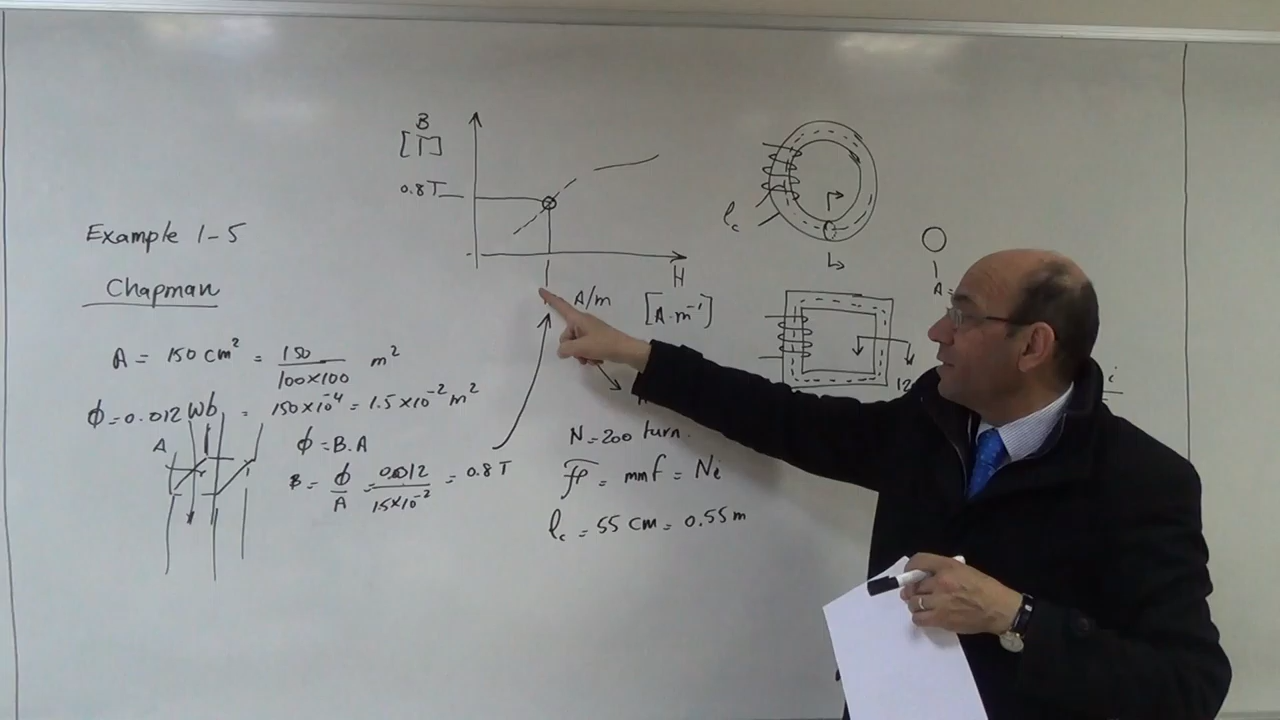 B
[T]
0.8T
H
A/m
[A·m⁻¹]
lc
A=
Example 1-5
Chapman
A = 150 cm² = 150/100×100 m²
ϕ=0.012 Wb = 150×10⁻⁴ = 1.5×10⁻² m²
A
ϕ = B.A
B = ϕ/A = 0.012/1.5×10⁻² = 0.8 T
N=200 turn.
ℱ = mmf = Ni
lc = 55 cm = 0.55 m
i